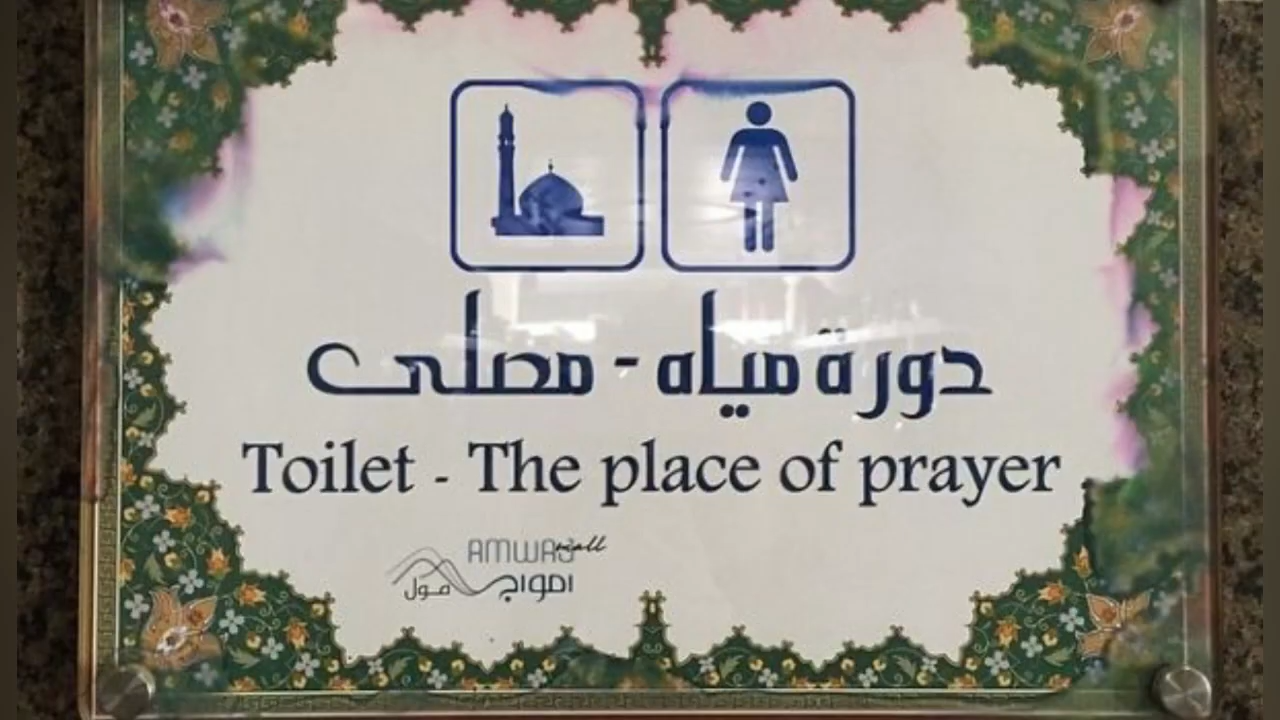 دورة مياه - مصلى
Toilet - The place of prayer
AMWAJ mall
امواج مول